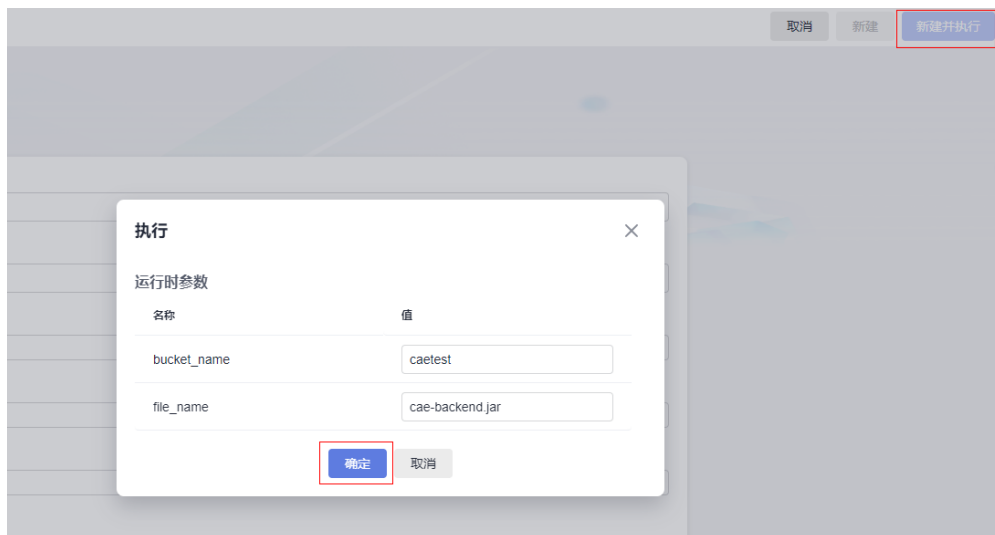 取消 新建 新建并执行
执行
运行时参数
名称 值
bucket_name caetest
file_name cae-backend.jar
确定 取消